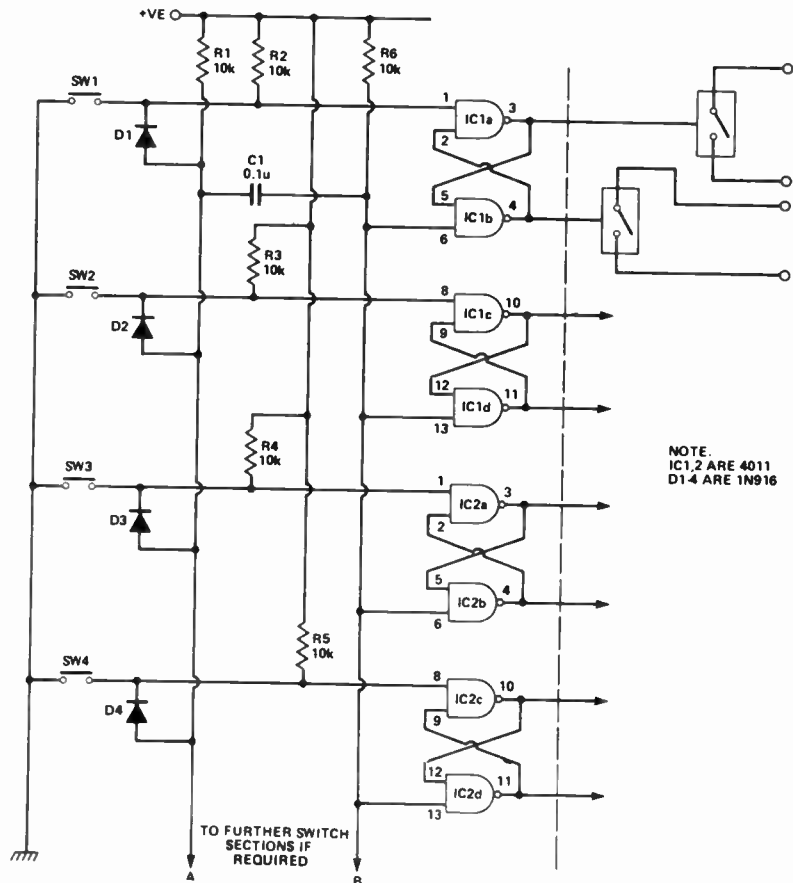 +VE
R1
10k
R2
10k
R6
10k
SW1
D1
C1
0.1u
1
2
3
IC1a
5
6
4
IC1b
R3
10k
SW2
D2
8
9
10
IC1c
12
13
11
IC1d
R4
10k
SW3
D3
1
2
3
IC2a
5
6
4
IC2b
NOTE.
IC1,2 ARE 4011
D1-4 ARE 1N916
R5
10k
SW4
D4
8
9
10
IC2c
12
13
11
IC2d
TO FURTHER SWITCH
SECTIONS IF
REQUIRED
A
B